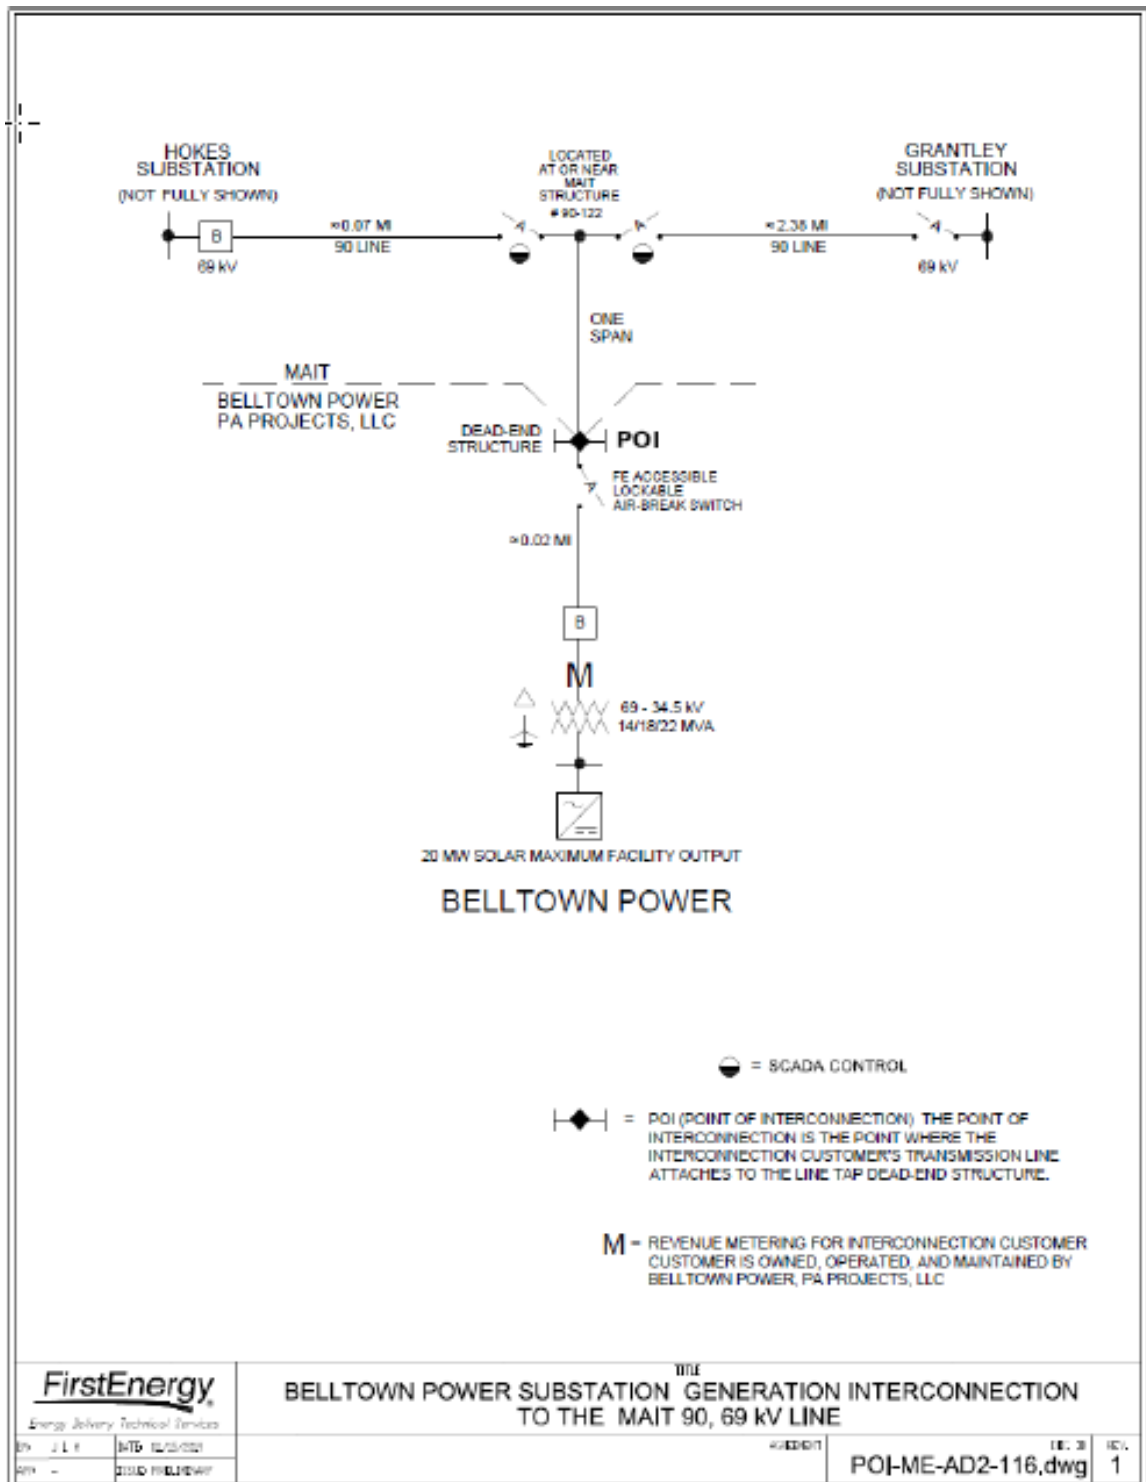 HOKES
SUBSTATION
(NOT FULLY SHOWN)
LOCATED
AT OR NEAR
MAIT
STRUCTURE
# 90-122
GRANTLEY
SUBSTATION
(NOT FULLY SHOWN)
B
≈0.07 MI
90 LINE
69 kV
≈2.38 MI
90 LINE
69 kV
ONE
SPAN
MAIT
BELLTOWN POWER
PA PROJECTS, LLC
DEAD-END
STRUCTURE
POI
FE ACCESSIBLE
LOCKABLE
AIR-BREAK SWITCH
≈0.02 MI
B
M
69 - 34.5 kV
14/18/22 MVA
20 MW SOLAR MAXIMUM FACILITY OUTPUT
BELLTOWN POWER
= SCADA CONTROL
= POI (POINT OF INTERCONNECTION) THE POINT OF
INTERCONNECTION IS THE POINT WHERE THE
INTERCONNECTION CUSTOMER'S TRANSMISSION LINE
ATTACHES TO THE LINE TAP DEAD-END STRUCTURE.
M = REVENUE METERING FOR INTERCONNECTION CUSTOMER
CUSTOMER IS OWNED, OPERATED, AND MAINTAINED BY
BELLTOWN POWER, PA PROJECTS, LLC
FirstEnergy
Energy Delivery Technical Services
TITLE
BELLTOWN POWER SUBSTATION GENERATION INTERCONNECTION
TO THE MAIT 90, 69 kV LINE
DATE
ISSUED PRELIMINARY
POI-ME-AD2-116.dwg
REV.
1